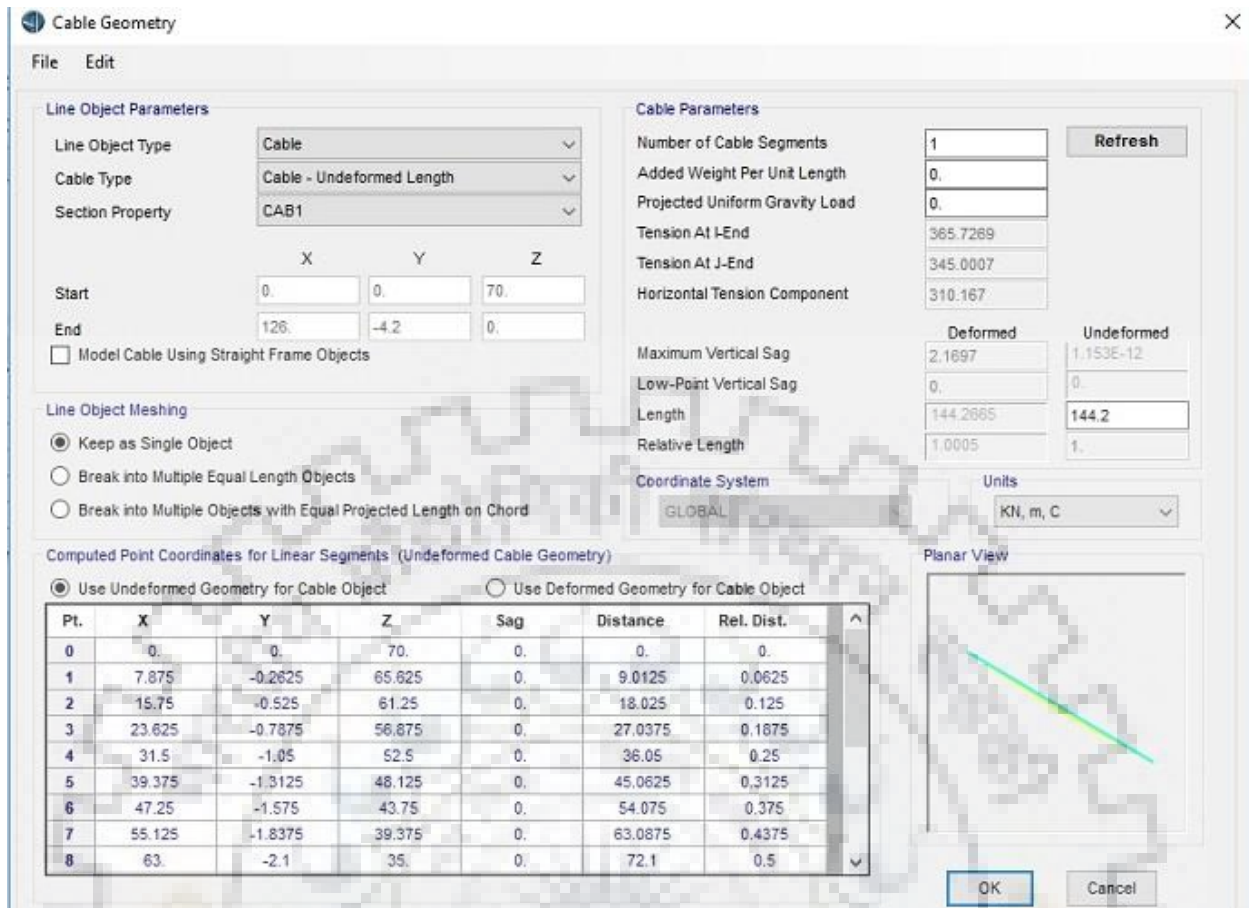 Cable Geometry
File Edit
Line Object Parameters
Line Object Type Cable
Cable Type Cable - Undeformed Length
Section Property CAB1
X Y Z
Start 0. 0. 70.
End 126. -4.2 0.
Model Cable Using Straight Frame Objects
Line Object Meshing
Keep as Single Object
Break into Multiple Equal Length Objects
Break into Multiple Objects with Equal Projected Length on Chord
Cable Parameters
Number of Cable Segments 1 Refresh
Added Weight Per Unit Length 0.
Projected Uniform Gravity Load 0.
Tension At I-End 365.7269
Tension At J-End 345.0007
Horizontal Tension Component 310.167
Deformed Undeformed
Maximum Vertical Sag 2.1697 1.153E-12
Low-Point Vertical Sag 0. 0.
Length 144.2665 144.2
Relative Length 1.0005 1.
Coordinate System
GLOBAL
Units
KN, m, C
Computed Point Coordinates for Linear Segments (Undeformed Cable Geometry)
Use Undeformed Geometry for Cable Object Use Deformed Geometry for Cable Object
Pt. X Y Z Sag Distance Rel. Dist.
0 0. 0. 70. 0. 0. 0.
1 7.875 -0.2625 65.625 0. 9.0125 0.0625
2 15.75 -0.525 61.25 0. 18.025 0.125
3 23.625 -0.7875 56.875 0. 27.0375 0.1875
4 31.5 -1.05 52.5 0. 36.05 0.25
5 39.375 -1.3125 48.125 0. 45.0625 0.3125
6 47.25 -1.575 43.75 0. 54.075 0.375
7 55.125 -1.8375 39.375 0. 63.0875 0.4375
8 63. -2.1 35. 0. 72.1 0.5
Planar View
OK Cancel